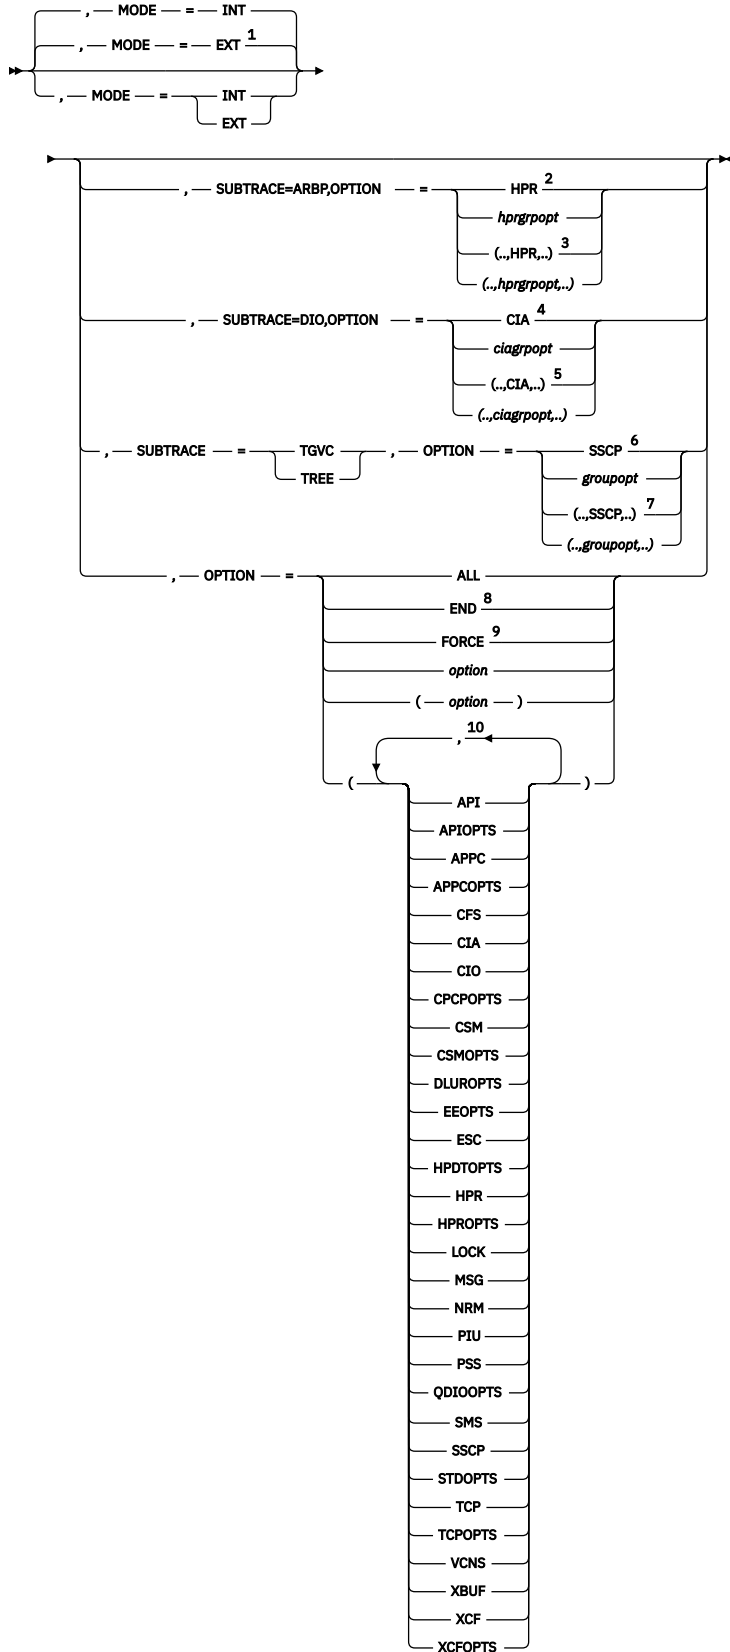 , MODE = INT
, MODE = EXT 1
, MODE = INT
EXT
, SUBTRACE=ARBP,OPTION = HPR 2
hprgrpopt
(..,HPR,..) 3
(..,hprgrpopt,..)
, SUBTRACE=DIO,OPTION = CIA 4
ciagrpopt
(..,CIA,..) 5
(..,ciagrpopt,..)
, SUBTRACE = TGVC , OPTION = SSCP 6
TREE groupopt
(..,SSCP,..) 7
(..,groupopt,..)
, OPTION = ALL
END 8
FORCE 9
option
( option )
, 10
( )
API
APIOPTS
APPC
APPCOPTS
CFS
CIA
CIO
CPCPOPTS
CSM
CSMOPTS
DLUROPTS
EEOPTS
ESC
HPDTOPTS
HPR
HPROPTS
LOCK
MSG
NRM
PIU
PSS
QDIOOPTS
SMS
SSCP
STDOPTS
TCP
TCPOPTS
VCNS
XBUF
XCF
XCFOPTS